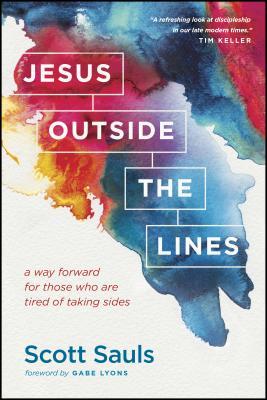 "A refreshing look at discipleship
in our late modern times."
TIM KELLER
JESUS
OUTSIDE
THE
LINES
a way forward
for those who are
tired of taking sides
Scott Sauls
foreword by GABE LYONS